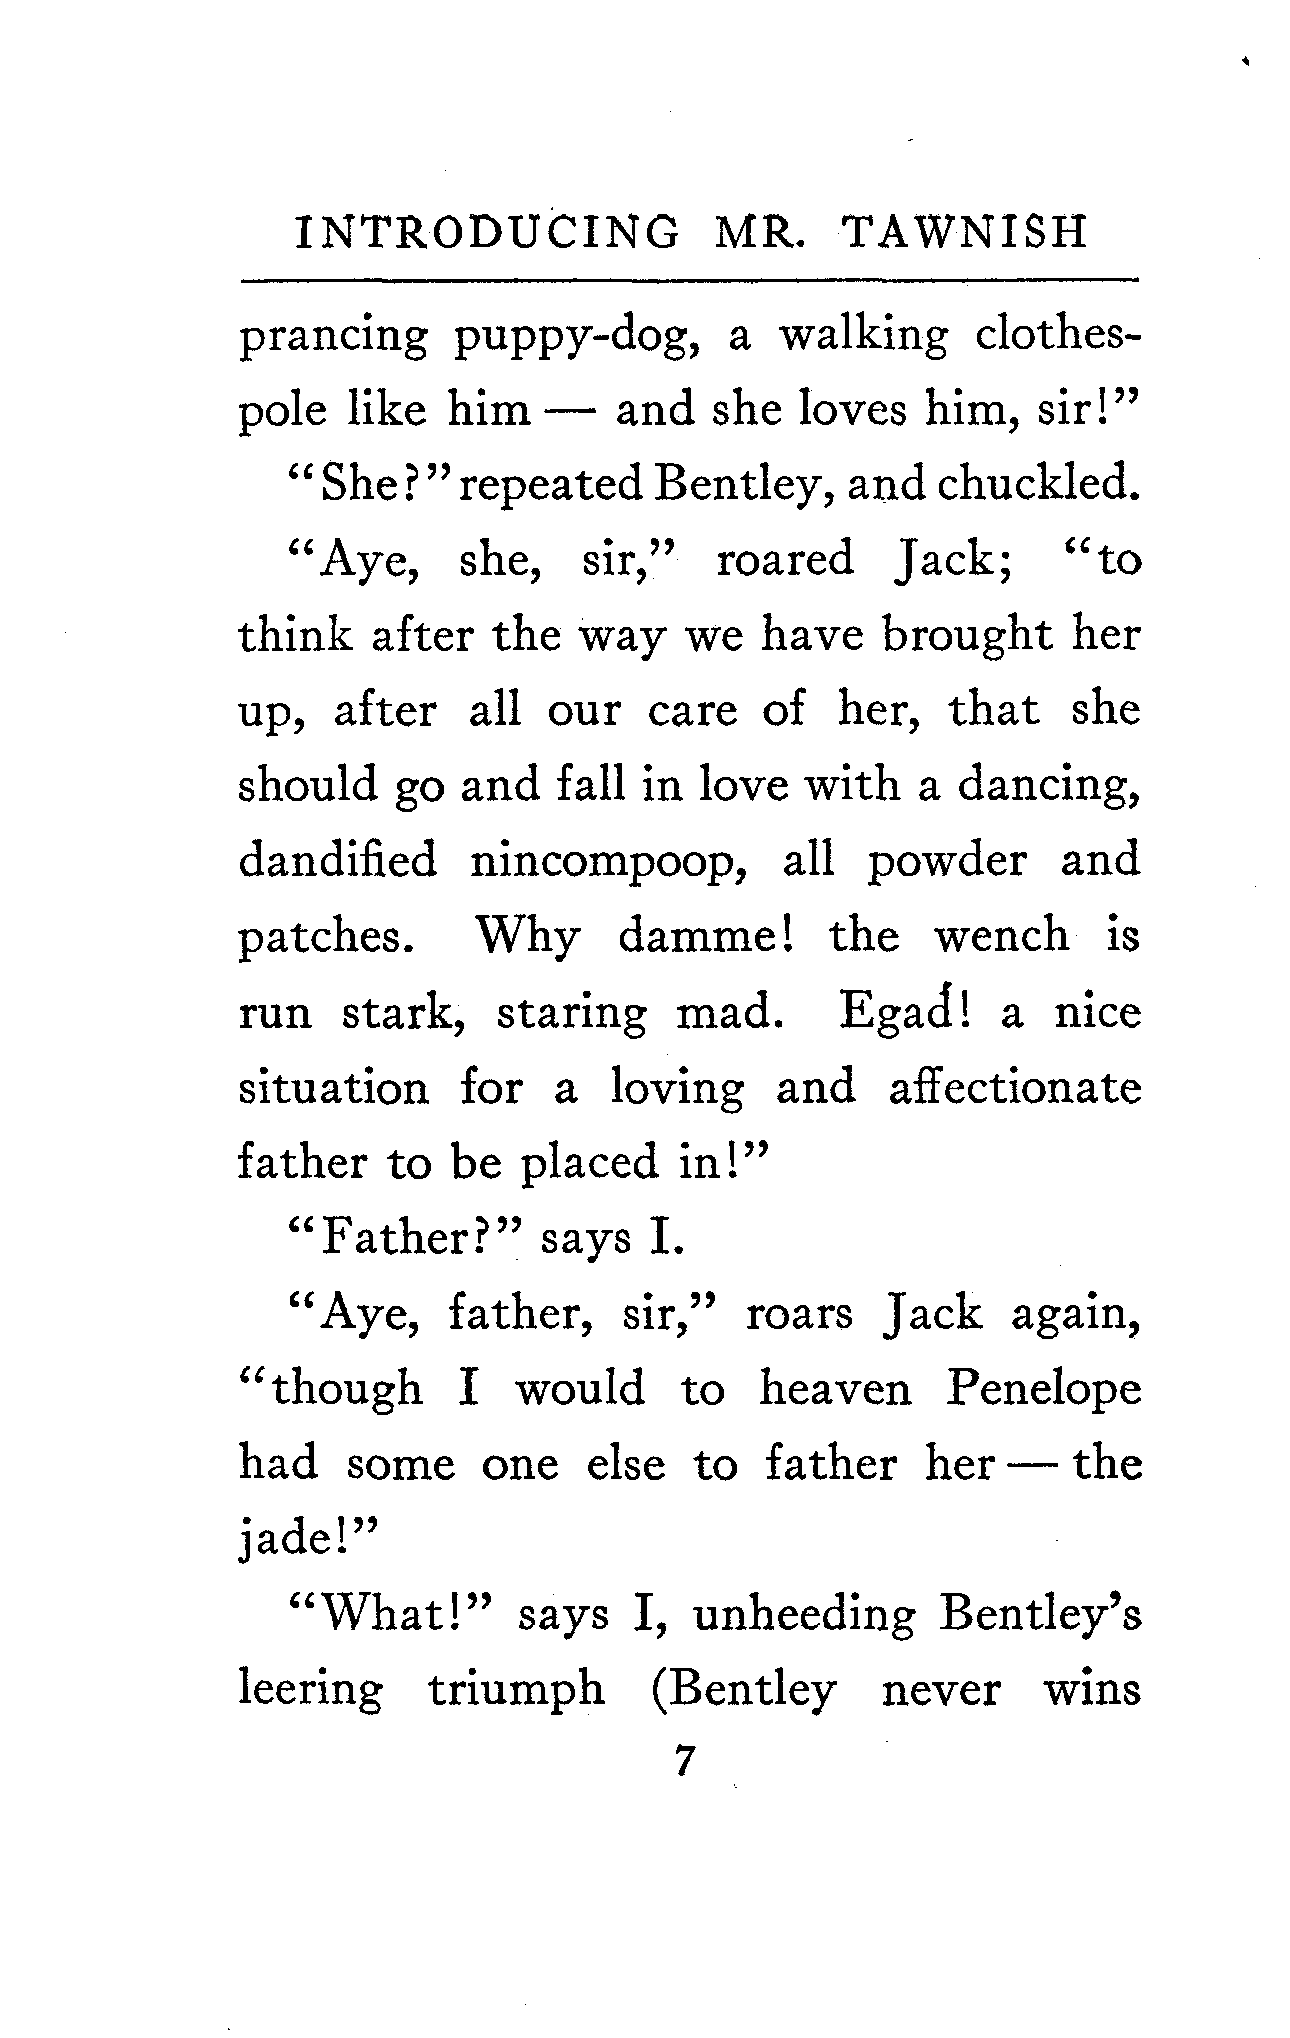 INTRODUCING MR. TAWNISH
prancing puppy-dog, a walking clothes-
pole like him — and she loves him, sir!”
“She?” repeated Bentley, and chuckled.
“Aye, she, sir,” roared Jack; “to
think after the way we have brought her
up, after all our care of her, that she
should go and fall in love with a dancing,
dandified nincompoop, all powder and
patches. Why damme! the wench is
run stark, staring mad. Egad! a nice
situation for a loving and affectionate
father to be placed in!”
“Father?” says I.
“Aye, father, sir,” roars Jack again,
“though I would to heaven Penelope
had some one else to father her — the
jade!”
“What!” says I, unheeding Bentley’s
leering triumph (Bentley never wins
7